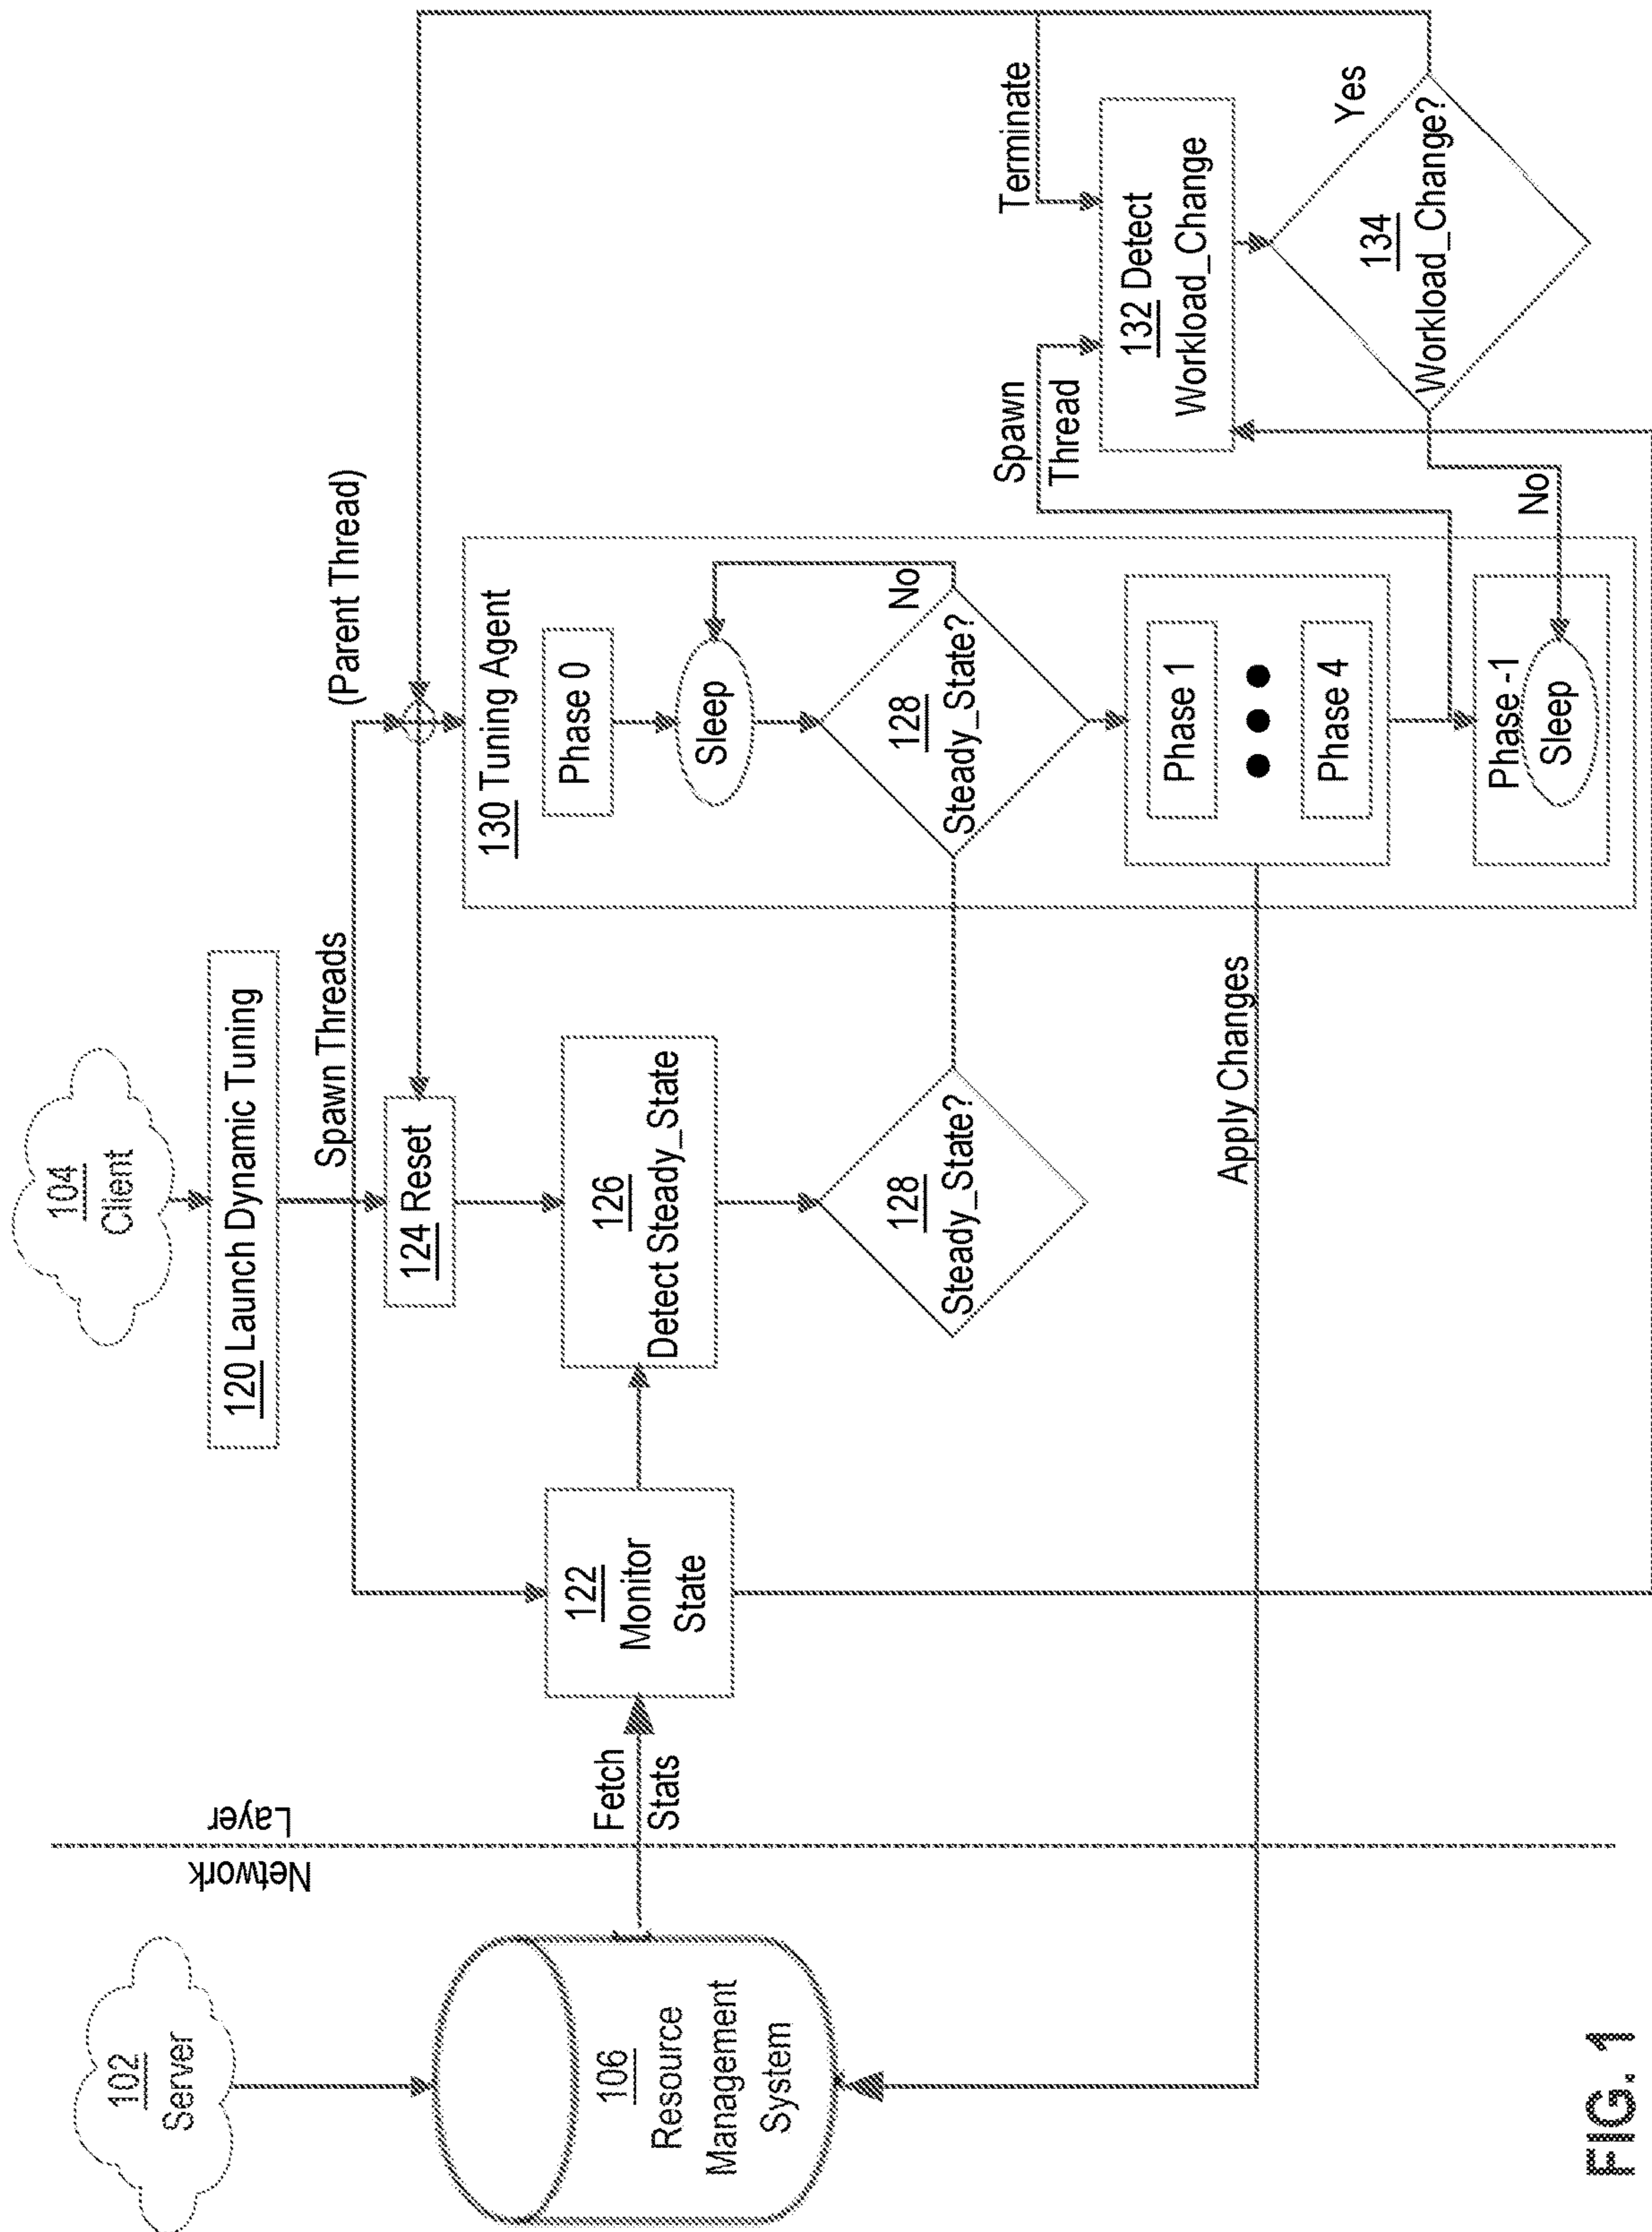 102
Server
106
Resource
Management
System
Network
Layer
Fetch
Stats
104
Client
120 Launch Dynamic Tuning
Spawn Threads
(Parent Thread)
122
Monitor
State
124 Reset
126
Detect Steady_State
128
Steady_State?
130 Tuning Agent
Phase 0
Sleep
No
128
Steady_State?
Phase 1
Phase 4
Phase -1
Sleep
Apply Changes
Spawn
Thread
Terminate
132 Detect
Workload_Change
134
Workload_Change?
Yes
No
FIG. 1